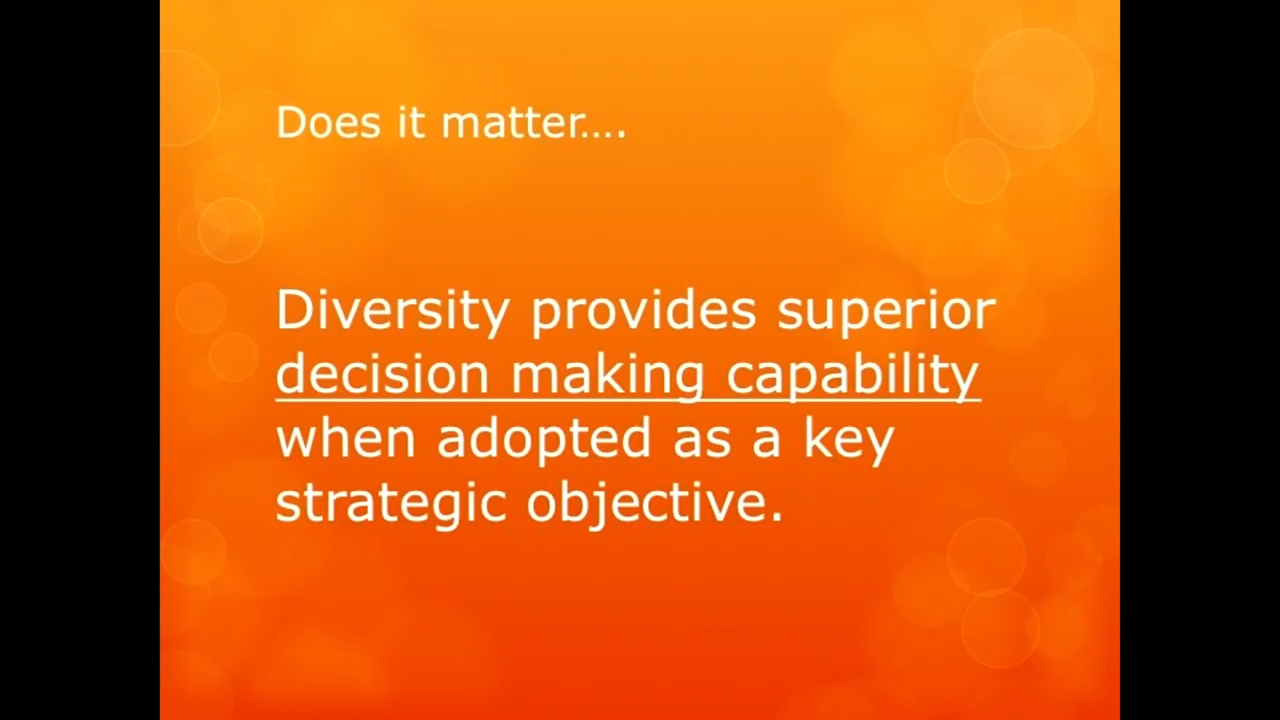 Does it matter....
Diversity provides superior
decision making capability
when adopted as a key
strategic objective.